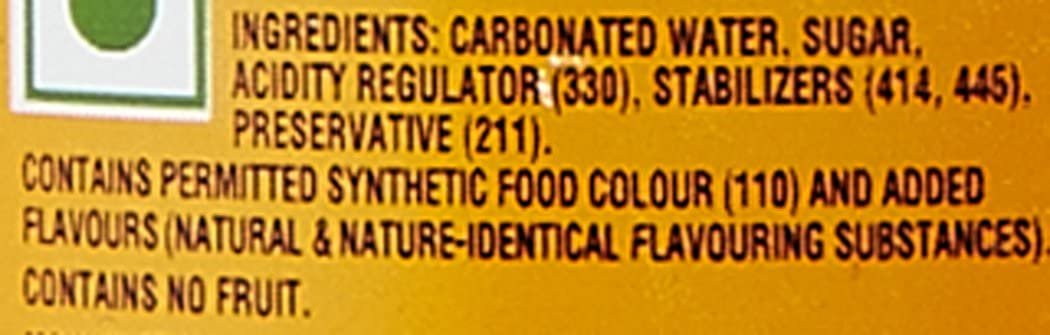 INGREDIENTS: CARBONATED WATER, SUGAR,
ACIDITY REGULATOR (330), STABILIZERS (414, 445),
PRESERVATIVE (211).
CONTAINS PERMITTED SYNTHETIC FOOD COLOUR (110) AND ADDED
FLAVOURS (NATURAL & NATURE-IDENTICAL FLAVOURING SUBSTANCES).
CONTAINS NO FRUIT.